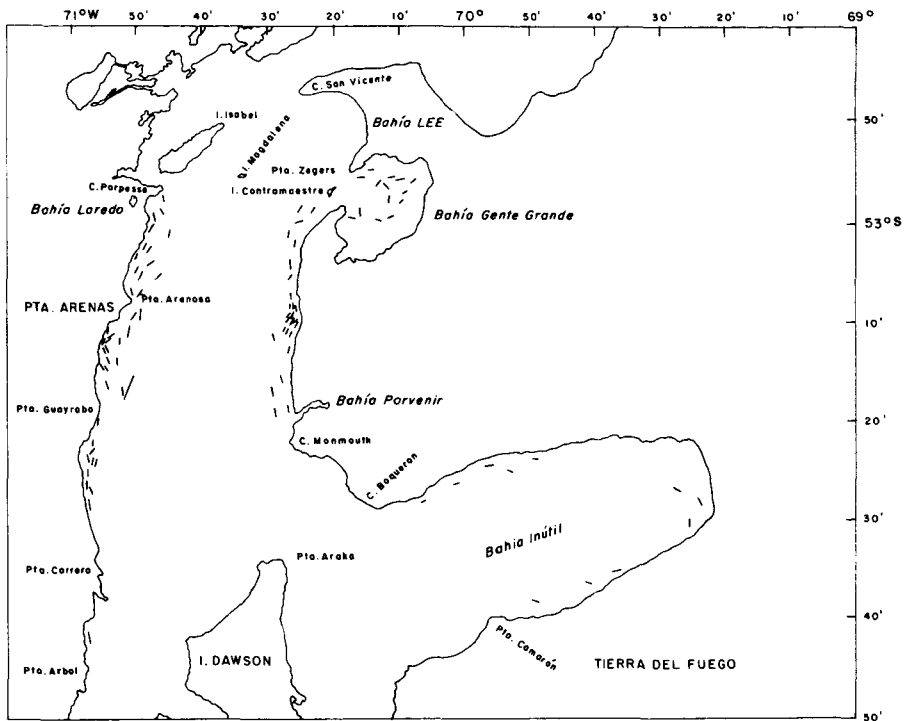 71° W 50' 40' 30' 20' 10' 70° 50' 40' 30' 20' 10' 69°
C. San Vicente
I. Isabel
Bahía LEE
50'
I. Magdalena
Pta. Zegers
C. Porpesse
I. Contramaestre
Bahía Laredo
Bahía Gente Grande
53° S
PTA. ARENAS
Pta. Arenosa
10'
Bahía Porvenir
Pta. Guayrabo
20'
C. Monmouth
C. Boqueron
30'
Bahia Inútil
Pta. Araka
Pta. Carrera
40'
Pta. Camarón
I. DAWSON
TIERRA DEL FUEGO
Pta. Arbol
50'